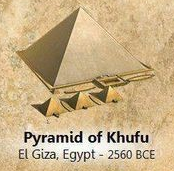 Pyramid of Khufu
El Giza, Egypt - 2560 BCE